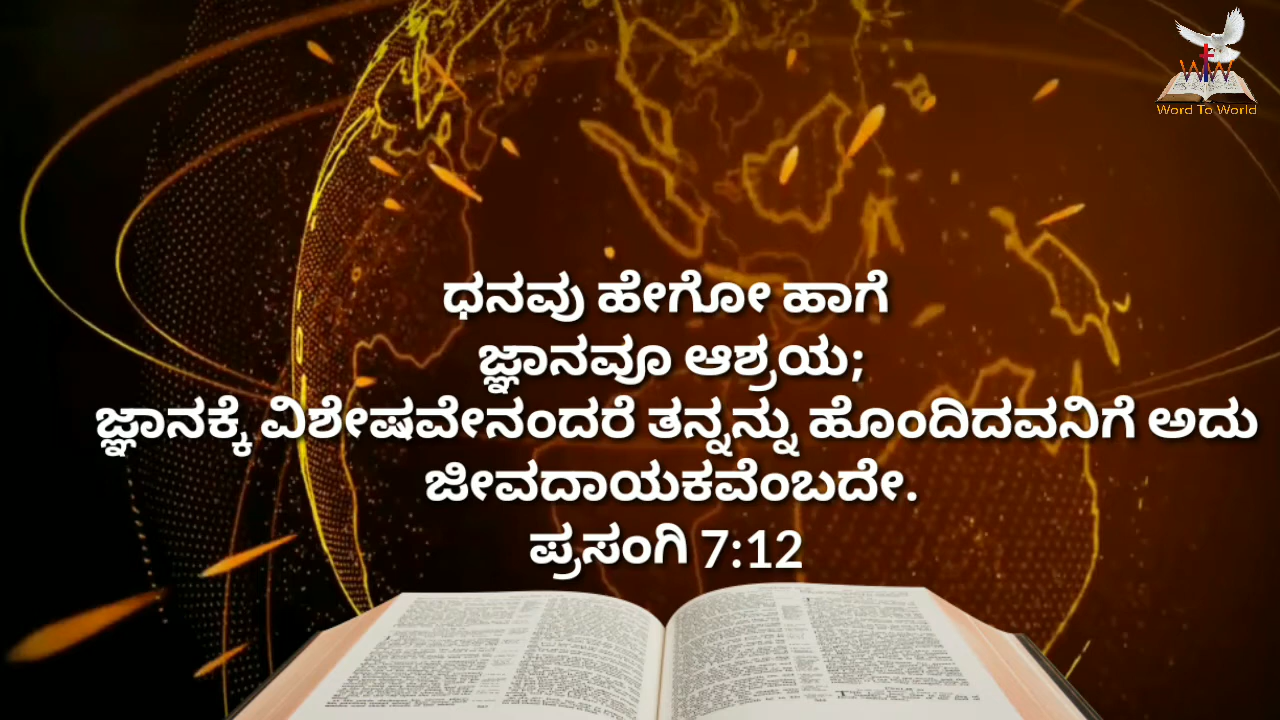 WTW
Word To World
ಧನವು ಹೇಗೋ ಹಾಗೆ
ಜ್ಞಾನವೂ ಆಶ್ರಯ;
ಜ್ಞಾನಕ್ಕೆ ವಿಶೇಷವೇನಂದರೆ ತನ್ನನ್ನು ಹೊಂದಿದವನಿಗೆ ಅದು
ಜೀವದಾಯಕವೆಂಬದೇ.
ಪ್ರಸಂಗಿ 7:12